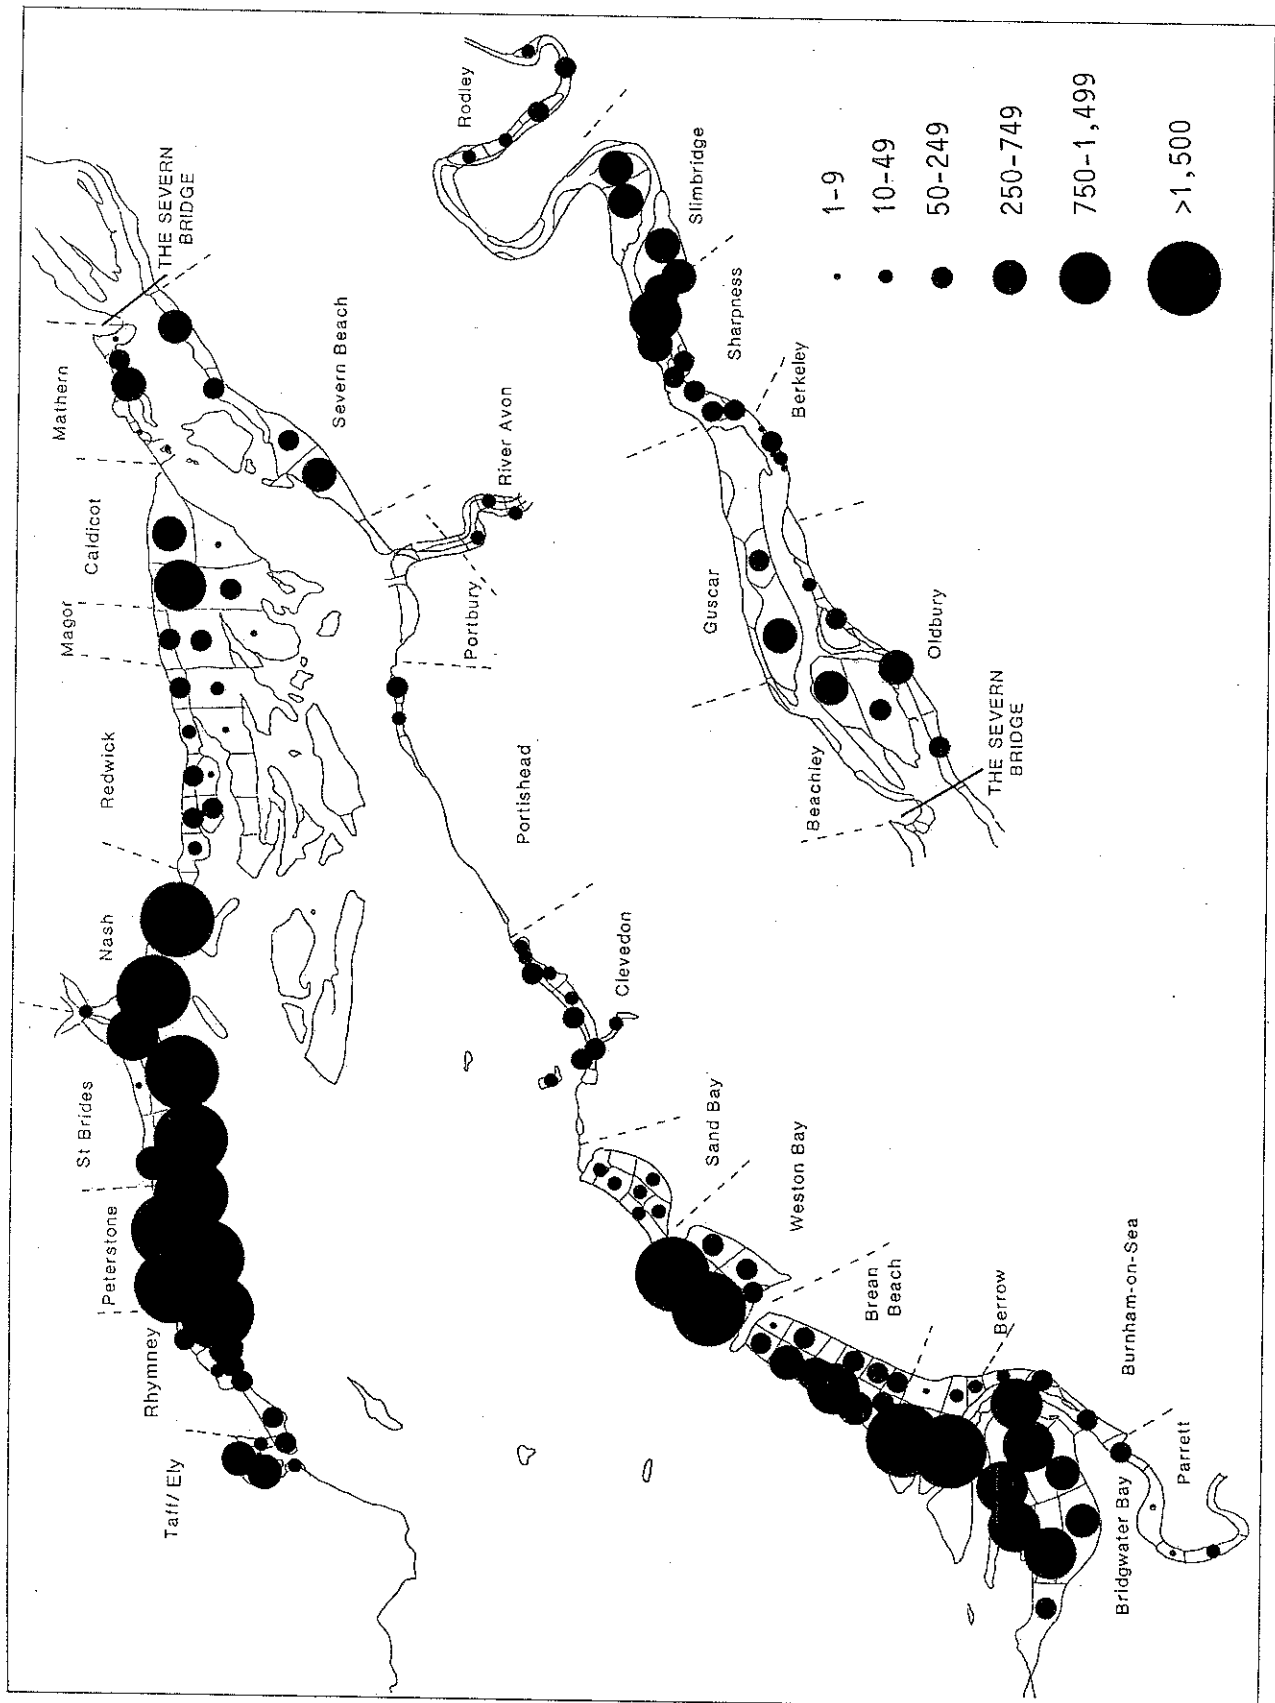 Rodley
THE SEVERN
BRIDGE
Slimbridge
Sharpness
Berkeley
Mathern
Severn Beach
River Avon
Caldicot
Magor
Portbury
Guscar
Oldbury
Redwick
Portishead
Beachley
THE SEVERN
BRIDGE
Nash
Clevedon
St Brides
Sand Bay
Weston Bay
Peterstone
Brean
Beach
Berrow
Burnham-on-Sea
Rhymney
Taff/ Ely
Parrett
Bridgwater Bay
1-9
10-49
50-249
250-749
750-1,499
>1,500